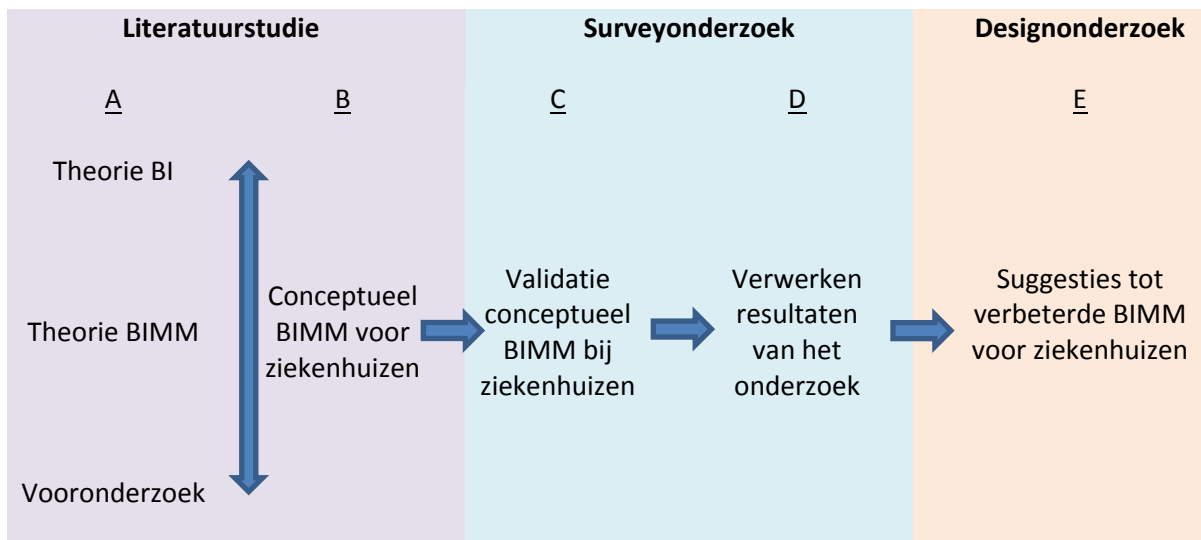 Literatuurstudie
Surveyonderzoek
Designonderzoek
A
B
C
D
E
Theorie BI
Theorie BIMM
Vooronderzoek
Conceptueel
BIMM voor
ziekenhuizen
Validatie
conceptueel
BIMM bij
ziekenhuizen
Verwerken
resultaten
van het
onderzoek
Suggesties tot
verbeterde BIMM
voor ziekenhuizen